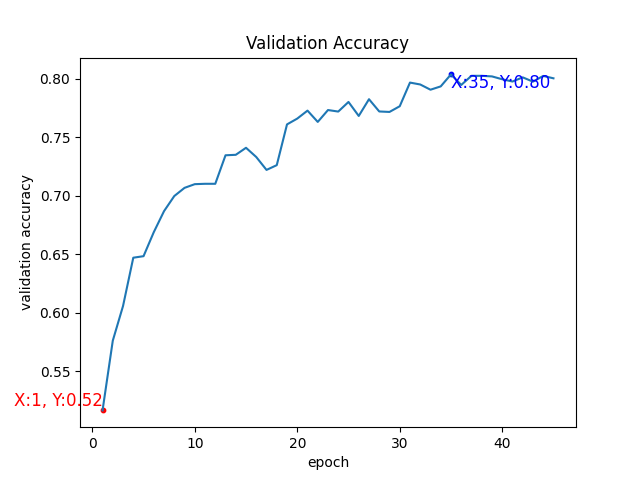 Validation Accuracy
validation accuracy
0.80
0.75
0.70
0.65
0.60
0.55
X:35, Y:0.80
X:1, Y:0.52
0 10 20 30 40
epoch